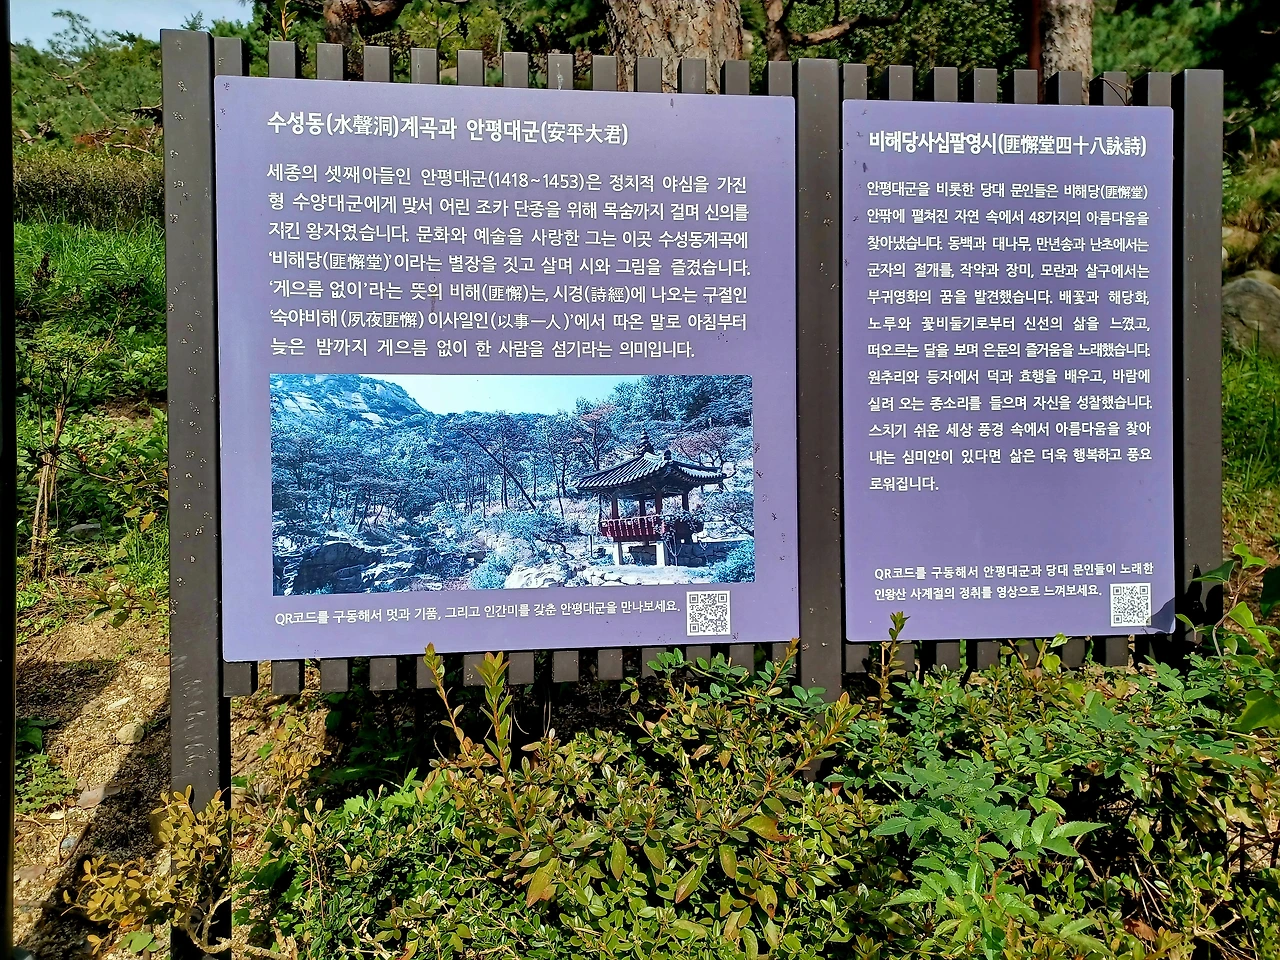 수성동(水聲洞)계곡과 안평대군(安平大君)
세종의 셋째아들인 안평대군(1418~1453)은 정치적 야심을 가진
형 수양대군에게 맞서 어린 조카 단종을 위해 목숨까지 걸며 신의를
지킨 왕자였습니다. 문화와 예술을 사랑한 그는 이곳 수성동계곡에
'비해당(匪懈堂)'이라는 별장을 짓고 살며 시와 그림을 즐겼습니다.
'게으름 없이'라는 뜻의 비해(匪懈)는, 시경(詩經)에 나오는 구절인
'숙야비해(夙夜匪懈) 이사일인(以事一人)'에서 따온 말로 아침부터
늦은 밤까지 게으름 없이 한 사람을 섬기라는 의미입니다.
QR코드를 구동해서 멋과 기품, 그리고 인간미를 갖춘 안평대군을 만나보세요.
비해당사십팔영시(匪懈堂四十八詠詩)
안평대군을 비롯한 당대 문인들은 비해당(匪懈堂)
안팎에 펼쳐진 자연 속에서 48가지의 아름다움을
찾아냈습니다. 동백과 대나무, 만년송과 난초에서는
군자의 절개를, 작약과 장미, 모란과 살구에서는
부귀영화의 꿈을 발견했습니다. 배꽃과 해당화,
노루와 꽃비둘기로부터 신선의 삶을 느꼈고,
떠오르는 달을 보며 은둔의 즐거움을 노래했습니다.
원추리와 등자에서 덕과 효행을 배우고, 바람에
실려 오는 종소리를 들으며 자신을 성찰했습니다.
스치기 쉬운 세상 풍경 속에서 아름다움을 찾아
내는 심미안이 있다면 삶은 더욱 행복하고 풍요
로워집니다.
QR코드를 구동해서 안평대군과 당대 문인들이 노래한
인왕산 사계절의 정취를 영상으로 느껴보세요.